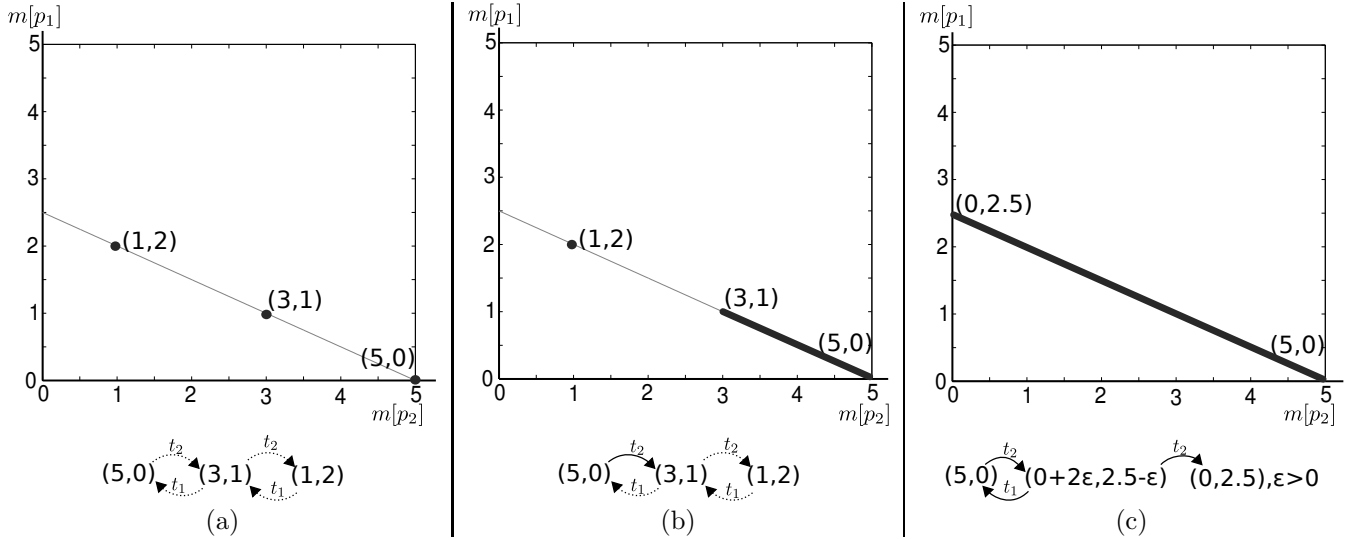 m[p₁]
5
4
3
2
1
0
(1,2)
(3,1)
(5,0)
0 1 2 3 4 5
m[p₂]
t₂ t₂
(5,0) (3,1) (1,2)
t₁ t₁
(a)
m[p₁]
5
4
3
2
1
0
(1,2)
(3,1)
(5,0)
0 1 2 3 4 5
m[p₂]
t₂ t₂
(5,0) (3,1) (1,2)
t₁ t₁
(b)
m[p₁]
5
4
3
2
1
0
(0,2.5)
(5,0)
0 1 2 3 4 5
m[p₂]
t₂ t₂
(5,0) (0+2ε,2.5-ε) (0,2.5),ε>0
t₁
(c)